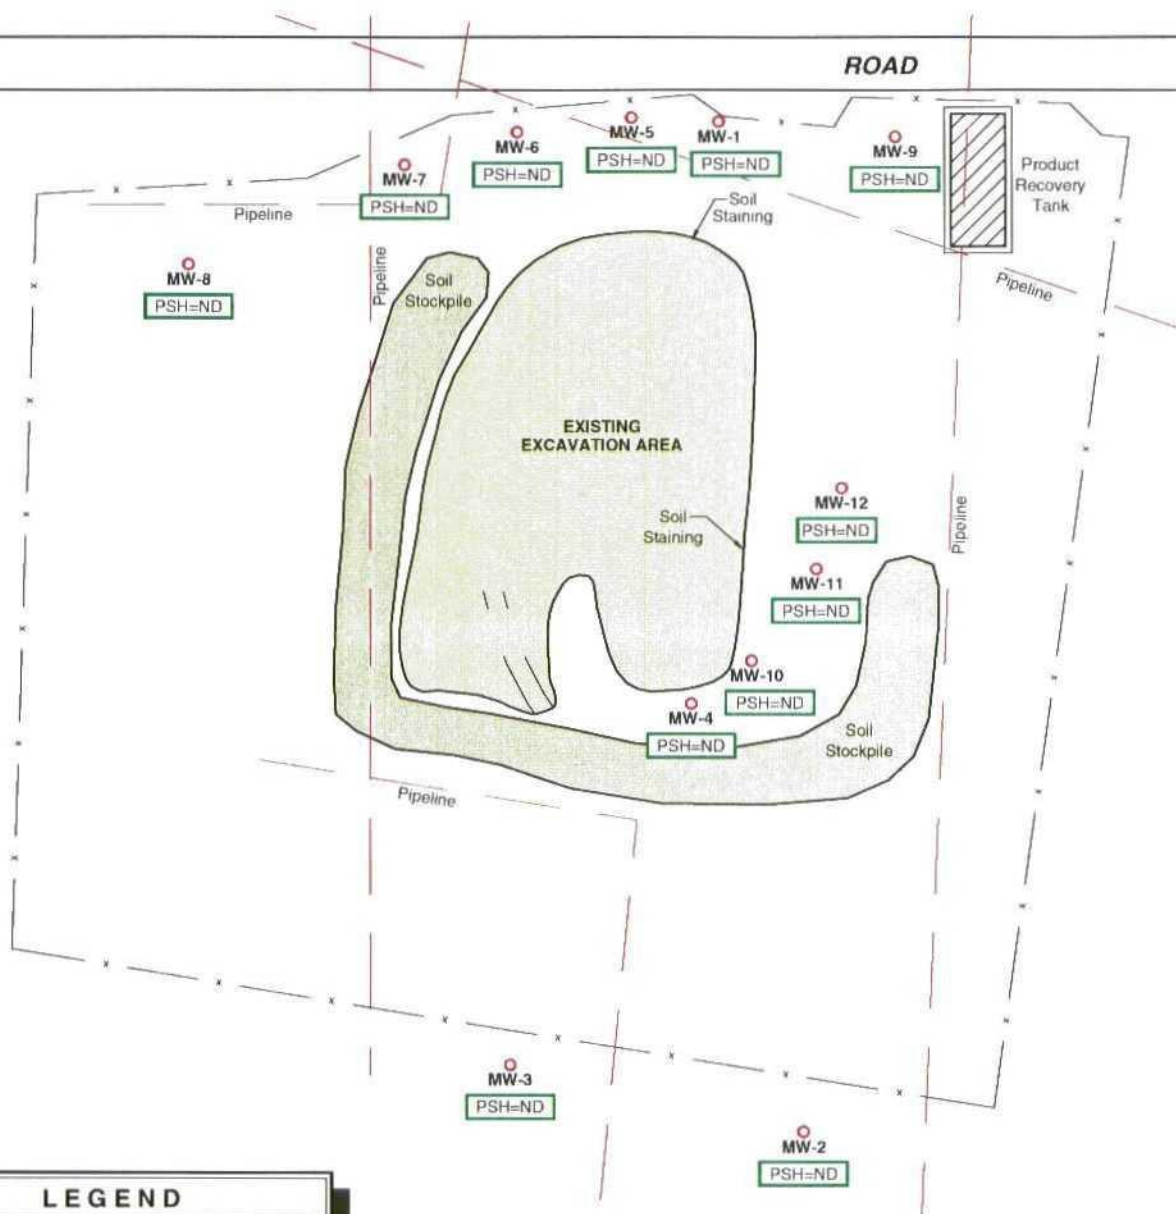 ROAD
MW-6
PSH=ND
MW-5
PSH=ND
MW-1
PSH=ND
MW-9
PSH=ND
Product
Recovery
Tank
MW-7
PSH=ND
Pipeline
Soil
Staining
MW-8
PSH=ND
Pipeline
Soil
Stockpile
Pipeline
EXISTING
EXCAVATION AREA
MW-12
PSH=ND
Soil
Staining
Pipeline
MW-11
PSH=ND
MW-10
PSH=ND
MW-4
PSH=ND
Soil
Stockpile
Pipeline
MW-3
PSH=ND
MW-2
PSH=ND
LEGEND